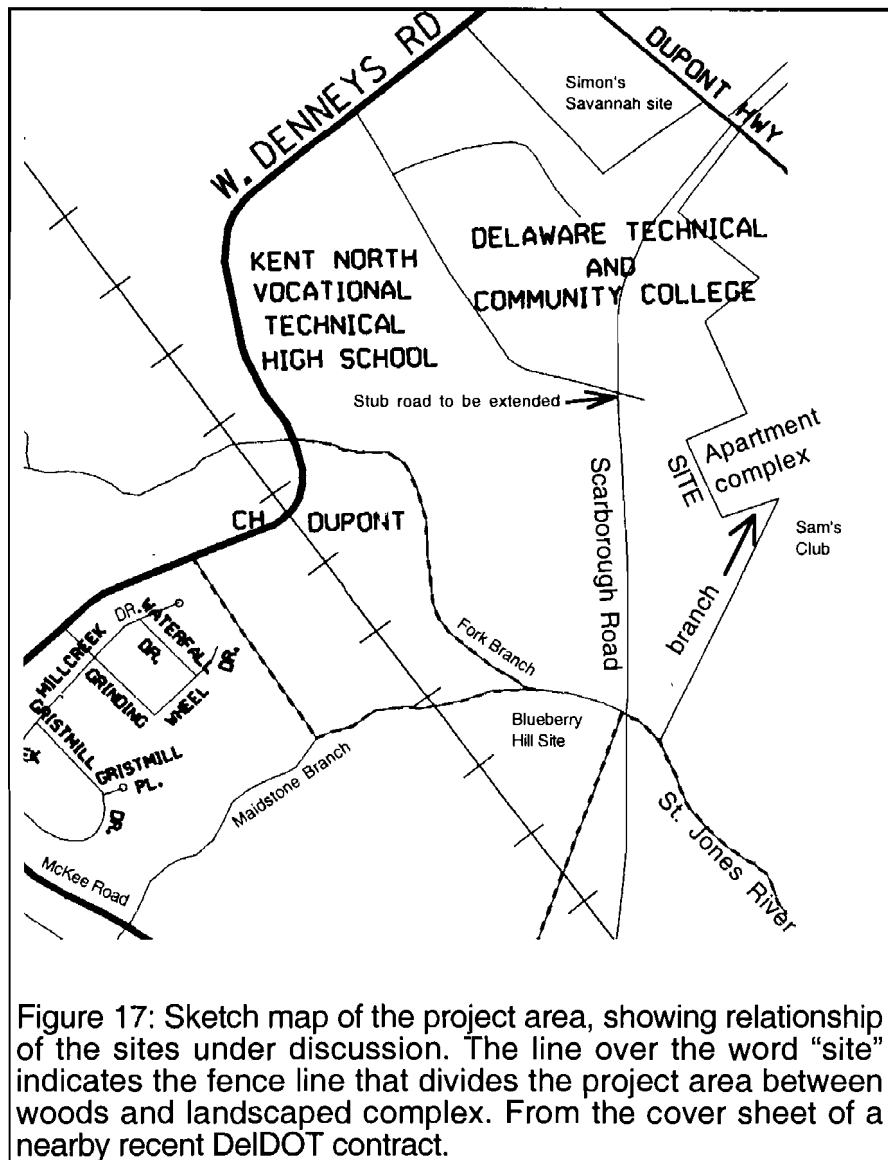 W. DENNEYS RD
DUPONT HWY
Simon's
Savannah site
KENT NORTH
VOCATIONAL
TECHNICAL
HIGH SCHOOL
DELAWARE TECHNICAL
AND
COMMUNITY COLLEGE
Stub road to be extended
SITE
Apartment
complex
Scarborough Road
CH DUPONT
Sam's
Club
branch
DR.
WATERFALL
DR.
HILLCREEK
GRINDING
WHEEL
DR.
GRISTMILL
GRISTMILL
PL.
EK
DR.
Fork Branch
Blueberry
Hill Site
Maidstone Branch
St. Jones River
McKee Road
Figure 17: Sketch map of the project area, showing relationship
of the sites under discussion. The line over the word “site”
indicates the fence line that divides the project area between
woods and landscaped complex. From the cover sheet of a
nearby recent DelDOT contract.